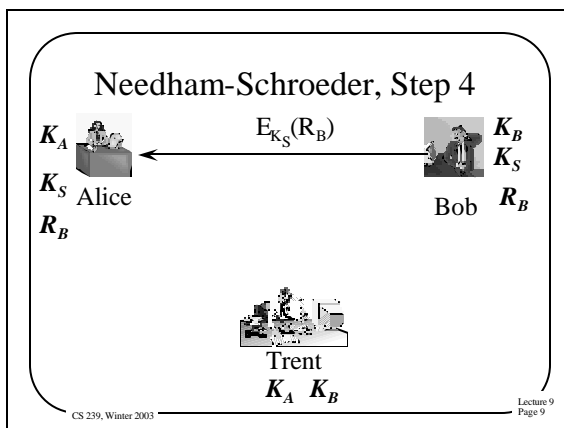 Needham-Schroeder, Step 4
E_{K_S}(R_B)
K_A
K_S
R_B
Alice
K_B
K_S
R_B
Bob
Trent
K_A K_B
CS 239, Winter 2003
Lecture 9
Page 9